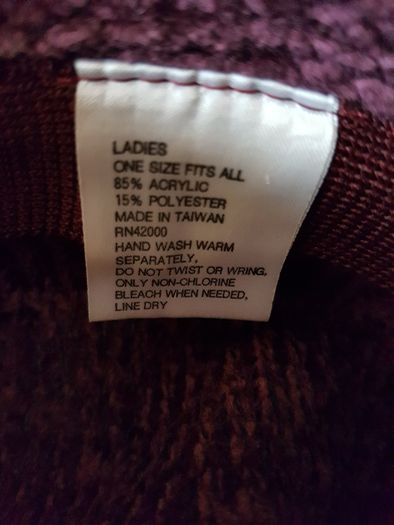 LADIES
ONE SIZE FITS ALL
85% ACRYLIC
15% POLYESTER
MADE IN TAIWAN
RN42000
HAND WASH WARM
SEPARATELY,
DO NOT TWIST OR WRING,
ONLY NON-CHLORINE
BLEACH WHEN NEEDED,
LINE DRY